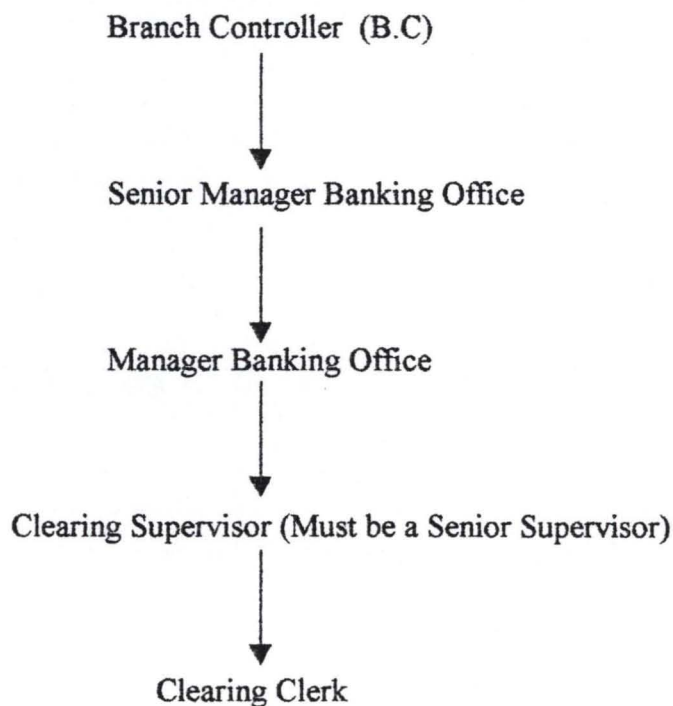 Branch Controller (B.C)
Senior Manager Banking Office
Manager Banking Office
Clearing Supervisor (Must be a Senior Supervisor)
Clearing Clerk